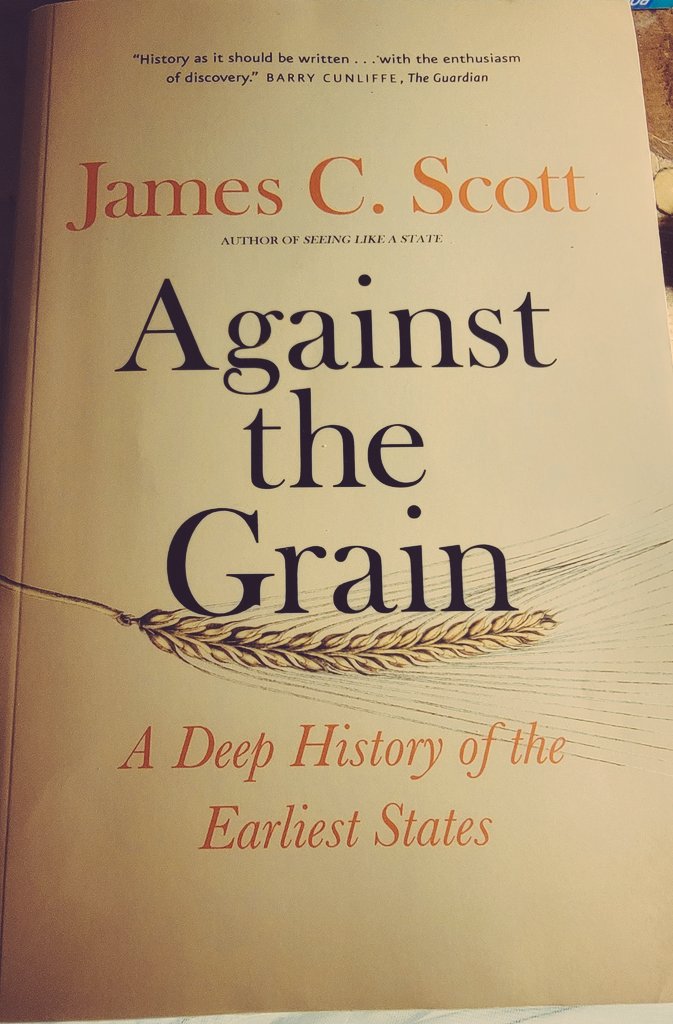 "History as it should be written . . . with the enthusiasm
of discovery." BARRY CUNLIFFE, The Guardian
James C. Scott
AUTHOR OF SEEING LIKE A STATE
Against
the
Grain
A Deep History of the
Earliest States